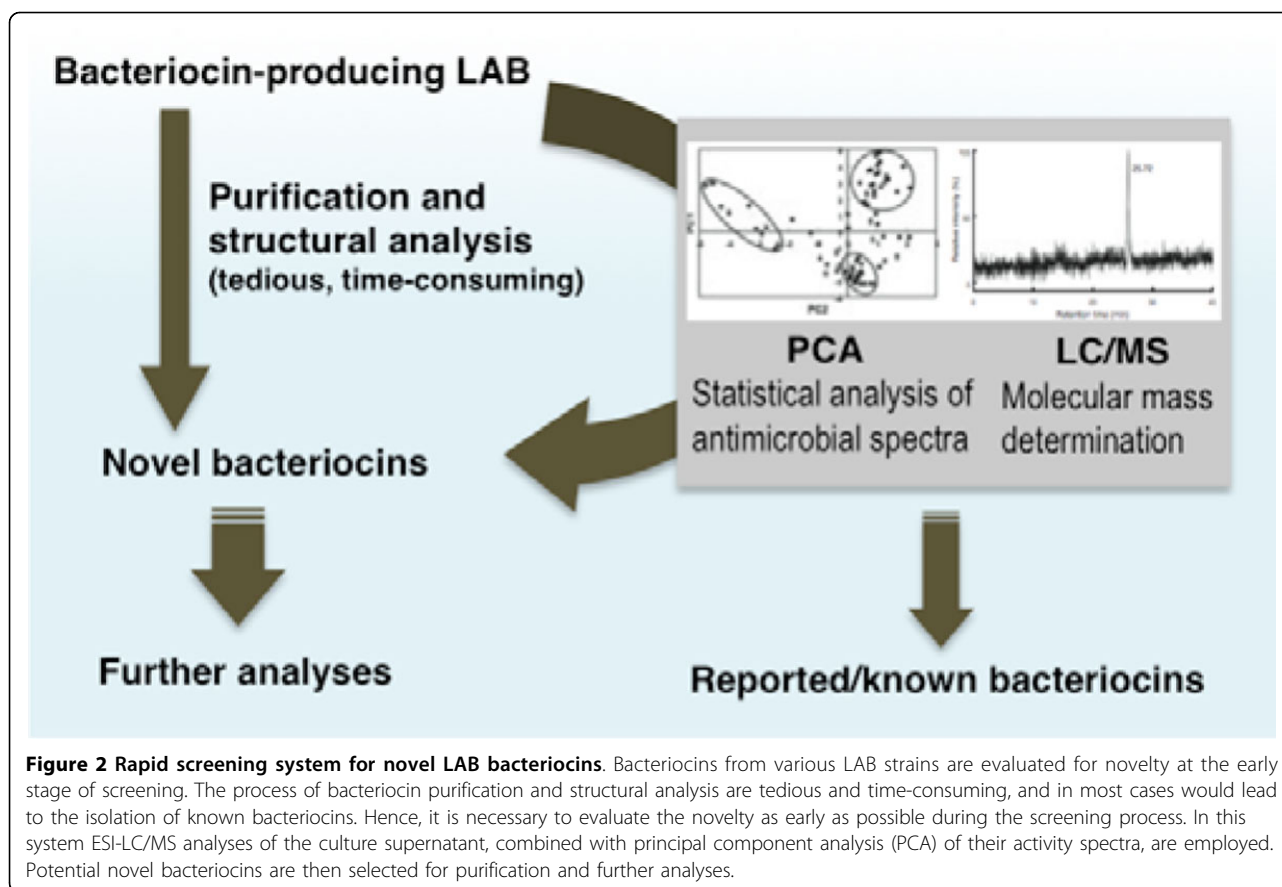 Bacteriocin-producing LAB
Purification and
structural analysis
(tedious, time-consuming)
PC2
PCA
Statistical analysis of
antimicrobial spectra
LC/MS
Molecular mass
determination
Novel bacteriocins
Further analyses
Reported/known bacteriocins
Figure 2 Rapid screening system for novel LAB bacteriocins. Bacteriocins from various LAB strains are evaluated for novelty at the early
stage of screening. The process of bacteriocin purification and structural analysis are tedious and time-consuming, and in most cases would lead
to the isolation of known bacteriocins. Hence, it is necessary to evaluate the novelty as early as possible during the screening process. In this
system ESI-LC/MS analyses of the culture supernatant, combined with principal component analysis (PCA) of their activity spectra, are employed.
Potential novel bacteriocins are then selected for purification and further analyses.